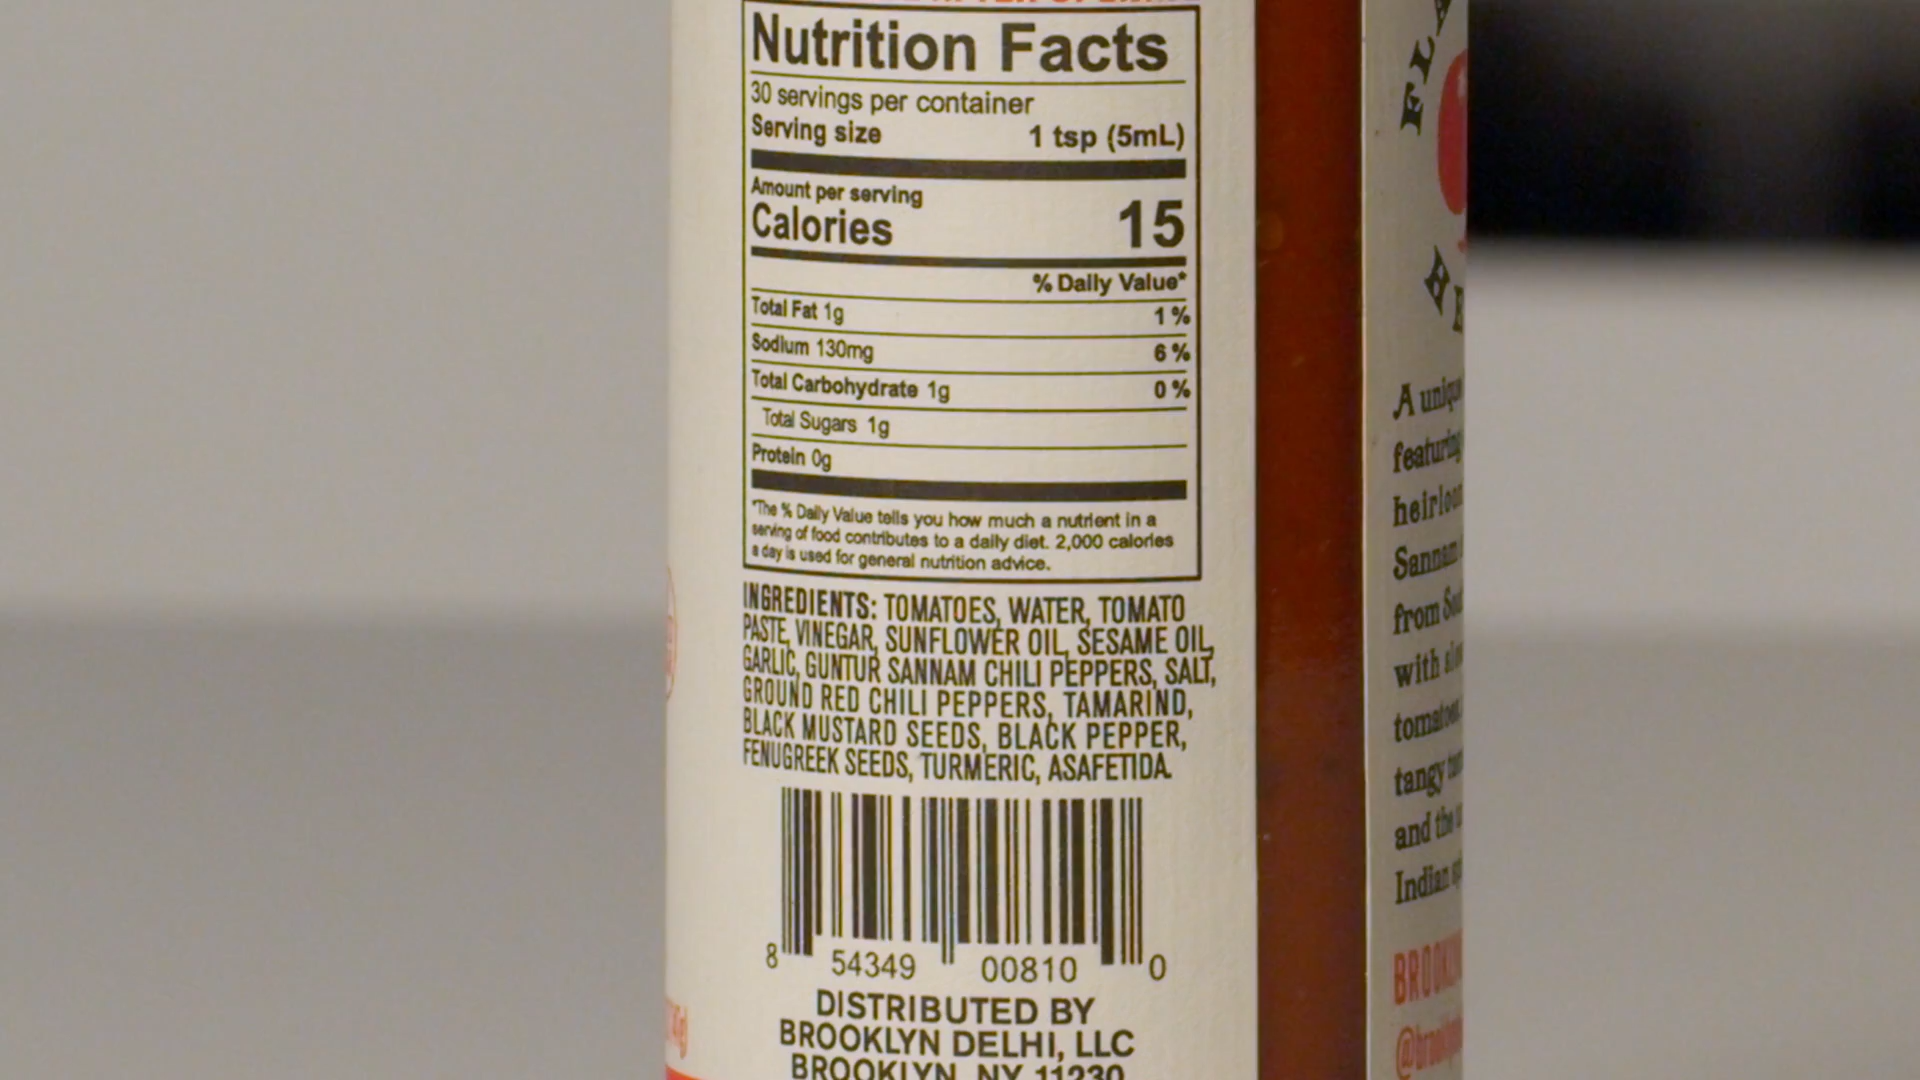 Nutrition Facts
30 servings per container
Serving size 1 tsp (5mL)
Amount per serving
Calories 15
% Daily Value*
Total Fat 1g 1%
Sodium 130mg 6%
Total Carbohydrate 1g 0%
Total Sugars 1g
Protein 0g
*The % Daily Value tells you how much a nutrient in a
serving of food contributes to a daily diet. 2,000 calories
a day is used for general nutrition advice.
INGREDIENTS: TOMATOES, WATER, TOMATO
PASTE, VINEGAR, SUNFLOWER OIL, SESAME OIL,
GARLIC, GUNTUR SANNAM CHILI PEPPERS, SALT,
GROUND RED CHILI PEPPERS, TAMARIND,
BLACK MUSTARD SEEDS, BLACK PEPPER,
FENUGREEK SEEDS, TURMERIC, ASAFETIDA.
8 54349 00810 0
DISTRIBUTED BY
BROOKLYN DELHI, LLC
BROOKLYN, NY 11230
A
featuring
Sannam
from
with
tangy
and the
Indian